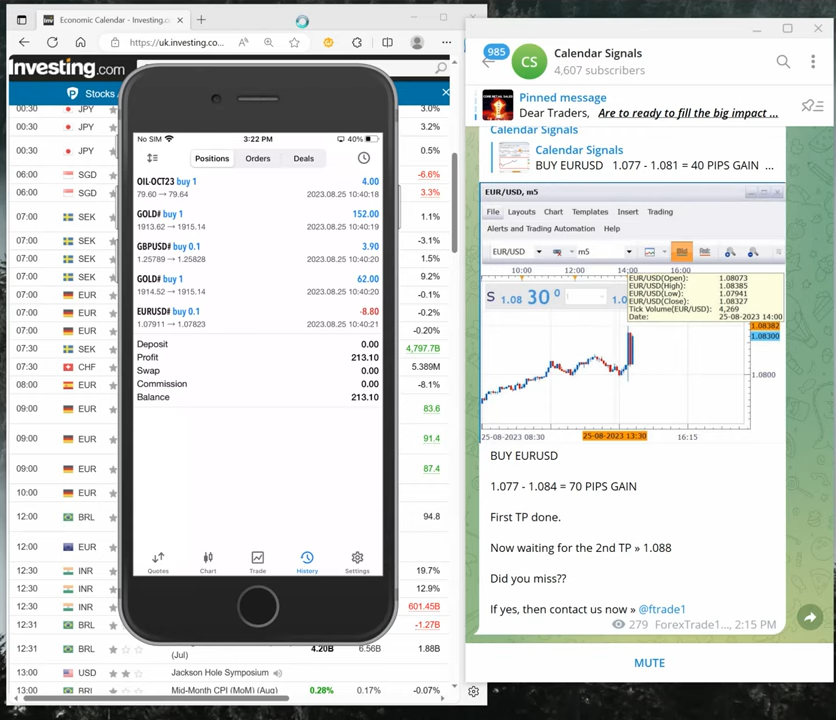 Economic Calendar - Investing.c
https://uk.investing.co...
Investing.com
Stocks
00:30 JPY 3.0%
00:30 JPY 3.2%
00:30 JPY 0.5%
06:00 SGD -6.6%
06:00 SGD 3.3%
07:00 SEK 1.1%
07:00 SEK -3.1%
07:00 SEK 1.5%
07:00 SEK 9.2%
07:00 EUR -0.1%
07:00 EUR -0.2%
07:00 EUR -0.20%
07:30 SEK 4,797.7B
07:30 CHF 5.389M
08:00 EUR -8.1%
09:00 EUR 83.6
09:00 EUR 91.4
09:00 EUR 87.4
10:00 EUR
12:00 BRL 94.8
12:00 EUR
12:30 INR 19.7%
12:30 INR 12.9%
12:30 INR 601.45B
12:31 BRL -1.27B
12:31 BRL (Jul) 4.20B 6.56B 1.88B
13:00 USD Jackson Hole Symposium
13:00 BRL Mid-Month CPI (MoM) (Aug) 0.28% 0.17% -0.07%
No SIM 3:22 PM 40%
Positions Orders Deals
OIL-OCT23 buy 1 4.00
79.60 → 79.64 2023.08.25 10:40:18
GOLD# buy 1 152.00
1913.62 → 1915.14 2023.08.25 10:40:19
GBPUSD# buy 0.1 3.90
1.25789 → 1.25828 2023.08.25 10:40:20
GOLD# buy 1 62.00
1914.52 → 1915.14 2023.08.25 10:40:20
EURUSD# buy 0.1 -8.80
1.07911 → 1.07823 2023.08.25 10:40:21
Deposit 0.00
Profit 213.10
Swap 0.00
Commission 0.00
Balance 213.10
Quotes Chart Trade History Settings
985
CS
Calendar Signals
4,607 subscribers
Pinned message
Dear Traders, Are to ready to fill the big impact ...
Calendar Signals
Calendar Signals
BUY EURUSD 1.077 - 1.081 = 40 PIPS GAIN ...
EUR/USD, m5
File Layouts Chart Templates Insert Trading
Alerts and Trading Automation Help
EUR/USD m5 Bid
10:00 12:00 14:00 16:00
EUR/USD(Open): 1.08073
EUR/USD(High): 1.08385
EUR/USD(Low): 1.07941
EUR/USD(Close): 1.08327
Tick Volume(EUR/USD): 4,269
Date: 25-08-2023 14:00
S 1.08 30 0 1 1.0
1.08382
1.08300
1.0800
25-08-2023 08:30 25-08-2023 13:30 16:15
BUY EURUSD
1.077 - 1.084 = 70 PIPS GAIN
First TP done.
Now waiting for the 2nd TP » 1.088
Did you miss??
If yes, then contact us now » @ftrade1
279 ForexTrade1..., 2:15 PM
MUTE